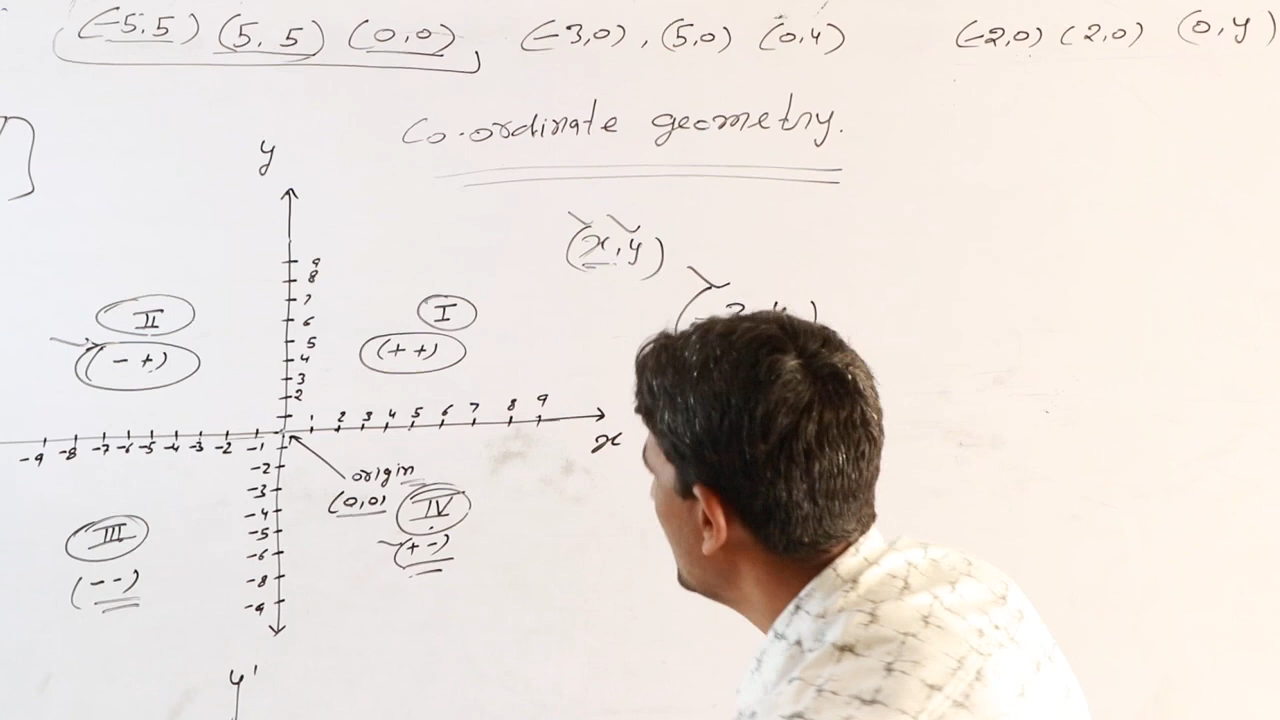 (-5,5) (5,5) (0,0), (-3,0), (5,0) (0,4) (-2,0), (2,0) (0,y)
Co-ordinate geometry.
y
(x,y)
9
8
7
6
5
4
3
2
II
(- +)
I
(+ +)
1 2 3 4 5 6 7 8 9
x
-9 -8 -7 -6 -5 -4 -3 -2 -1
origin
(0,0)
-2
-3
-4
-5
-6
-8
-9
III
(- -)
IV
(+ -)
y'